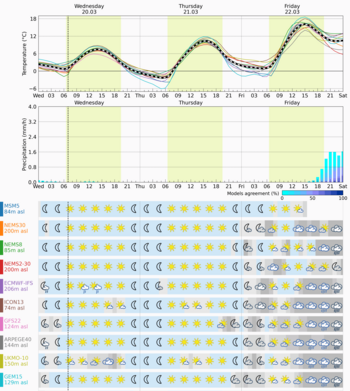 Wednesday Thursday Friday
20.03 21.03 22.03
Temperature (°C)
18
12
6
0
−6
Wed 03 06 09 12 15 18 21 Thu 03 06 09 12 15 18 21 Fri 03 06 09 12 15 18 21 Sat
Wednesday Thursday Friday
Precipitation (mm/h)
4.0
3.2
2.4
1.6
0.8
0.0
Wed 03 06 09 12 15 18 21 Thu 03 06 09 12 15 18 21 Fri 03 06 09 12 15 18 21 Sat
Models agreement (%)
0 50 100
MSM5
84m asl
NEMS30
200m asl
NEMS8
85m asl
NEMS2-30
200m asl
ECMWF-IFS
206m asl
ICON13
74m asl
GFS22
124m asl
ARPEGE40
144m asl
GEM15
129m asl